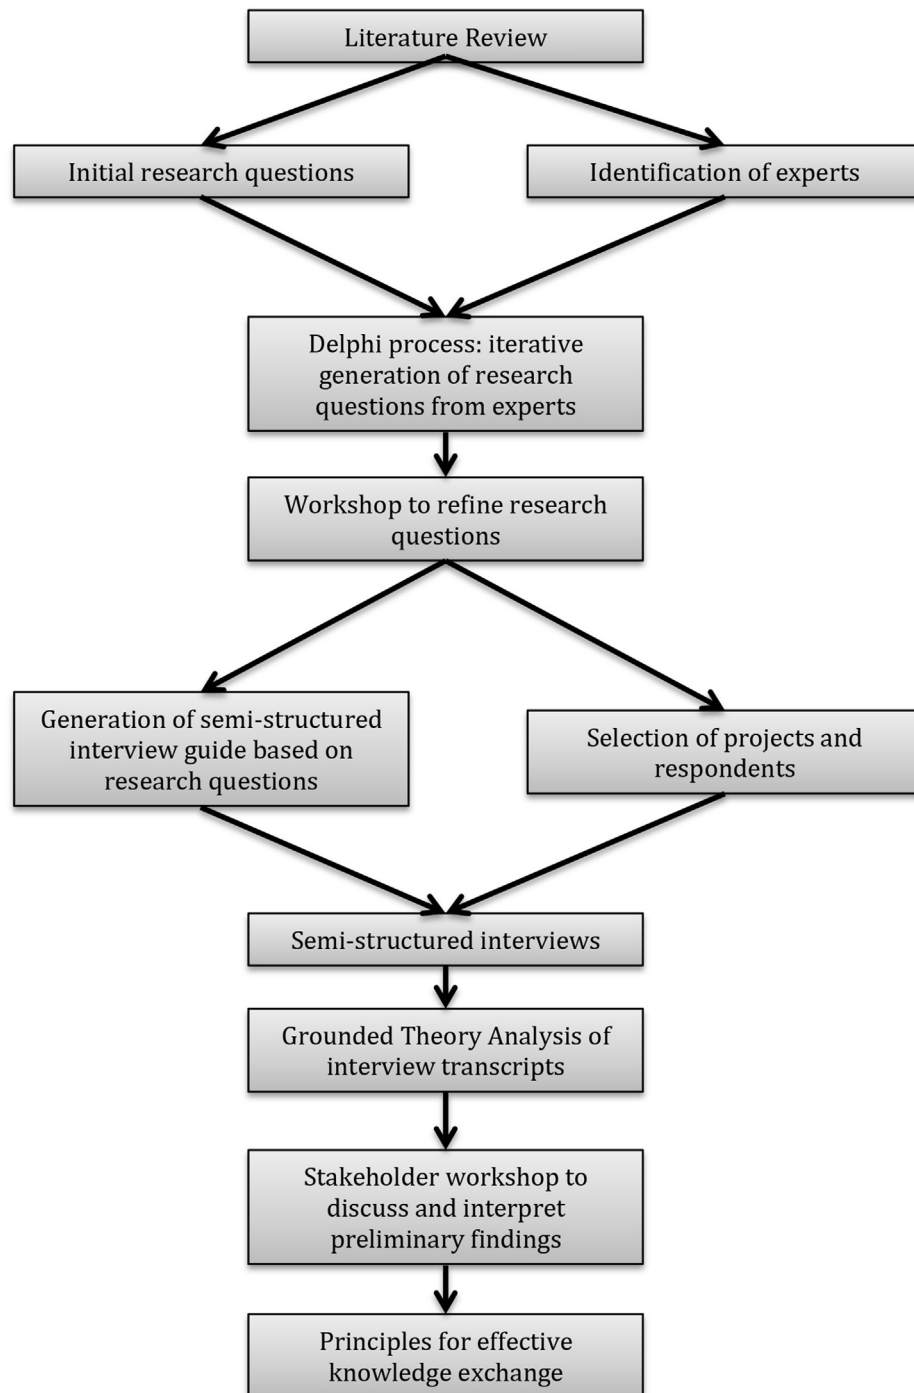 Literature Review
Initial research questions
Identification of experts
Delphi process: iterative
generation of research
questions from experts
Workshop to refine research
questions
Generation of semi-structured
interview guide based on
research questions
Selection of projects and
respondents
Semi-structured interviews
Grounded Theory Analysis of
interview transcripts
Stakeholder workshop to
discuss and interpret
preliminary findings
Principles for effective
knowledge exchange